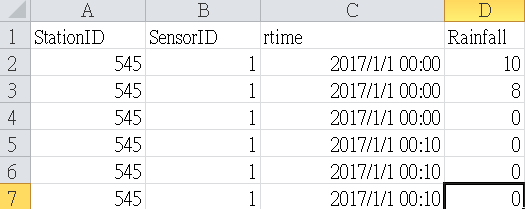 A B C D
1 StationID SensorID rtime Rainfall
2 545 1 2017/1/1 00:00 10
3 545 1 2017/1/1 00:00 8
4 545 1 2017/1/1 00:00 0
5 545 1 2017/1/1 00:10 0
6 545 1 2017/1/1 00:10 0
7 545 1 2017/1/1 00:10 0